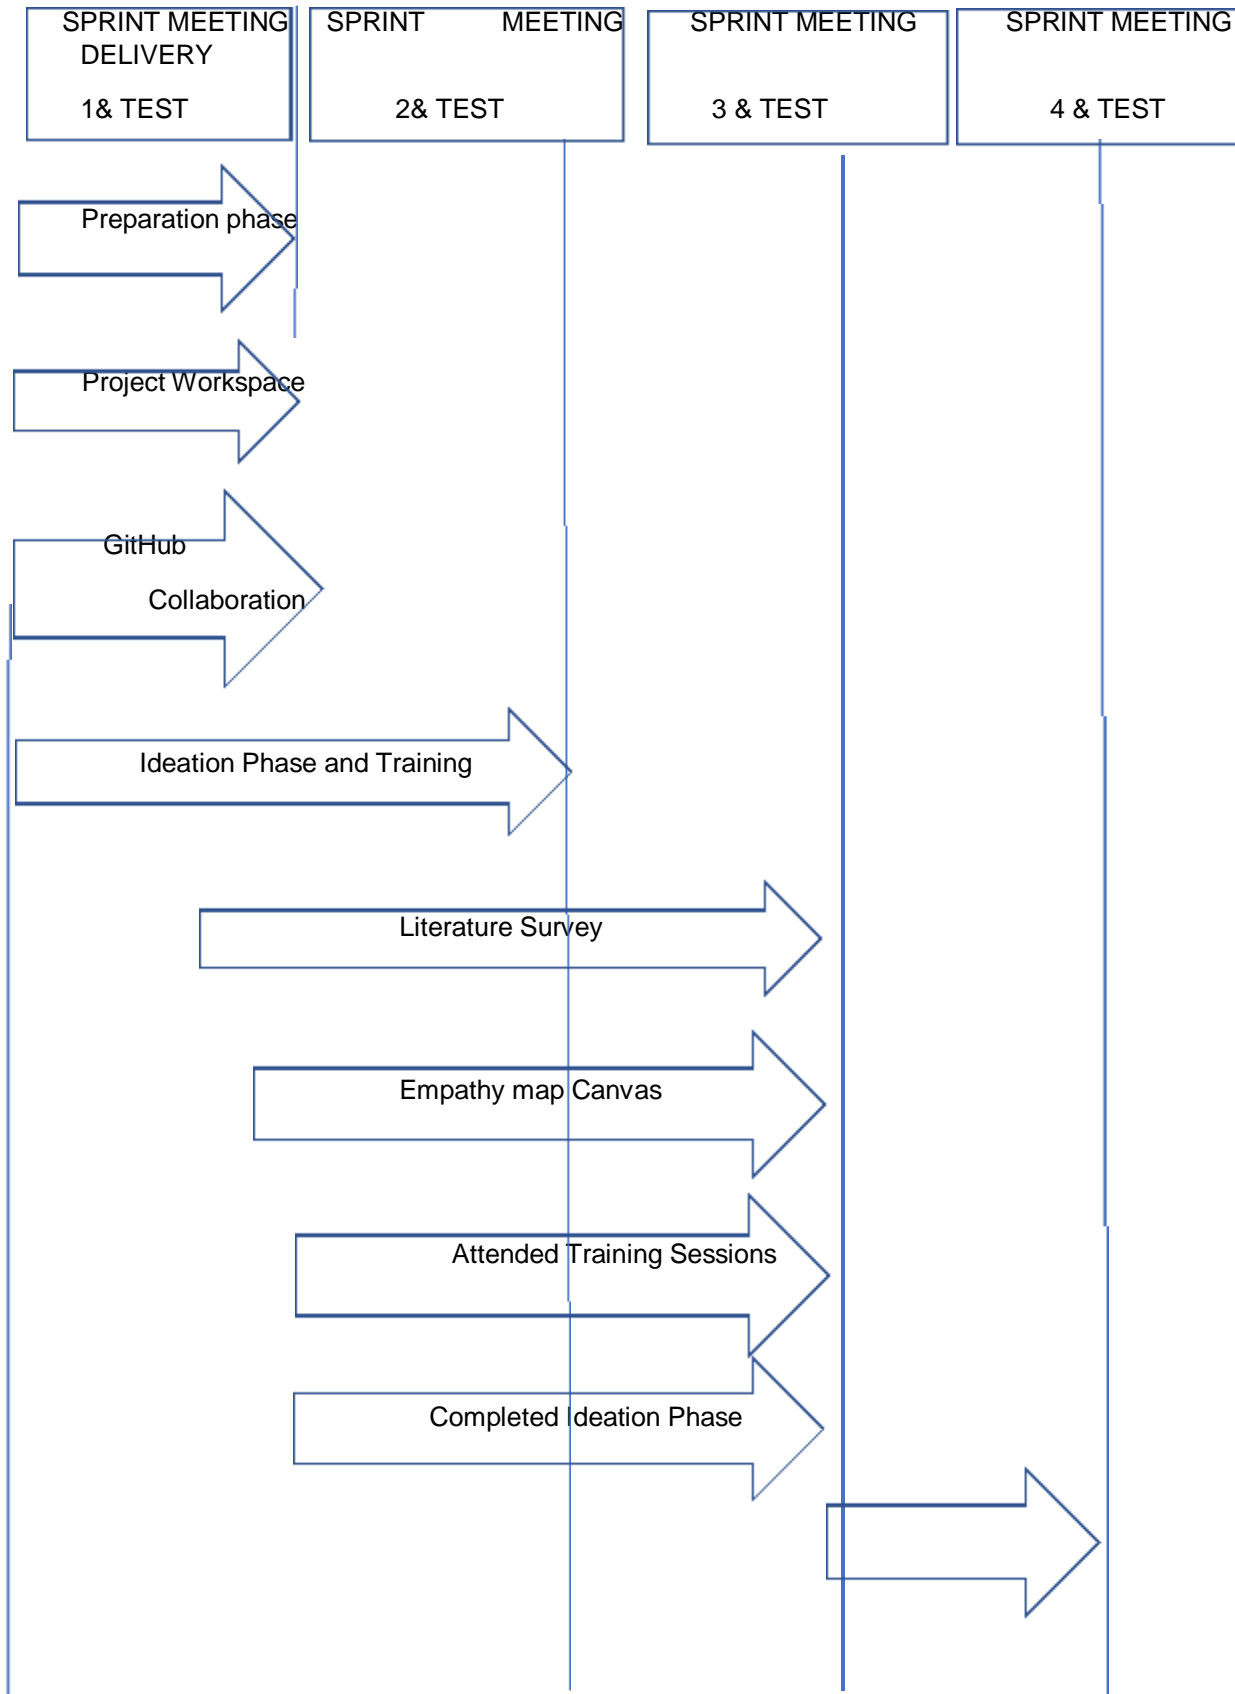 SPRINT MEETING
DELIVERY
1& TEST
SPRINT MEETING
2& TEST
SPRINT MEETING
3 & TEST
SPRINT MEETING
4 & TEST
Preparation phase
Project Workspace
GitHub
Collaboration
Ideation Phase and Training
Literature Survey
Empathy map Canvas
Attended Training Sessions
Completed Ideation Phase